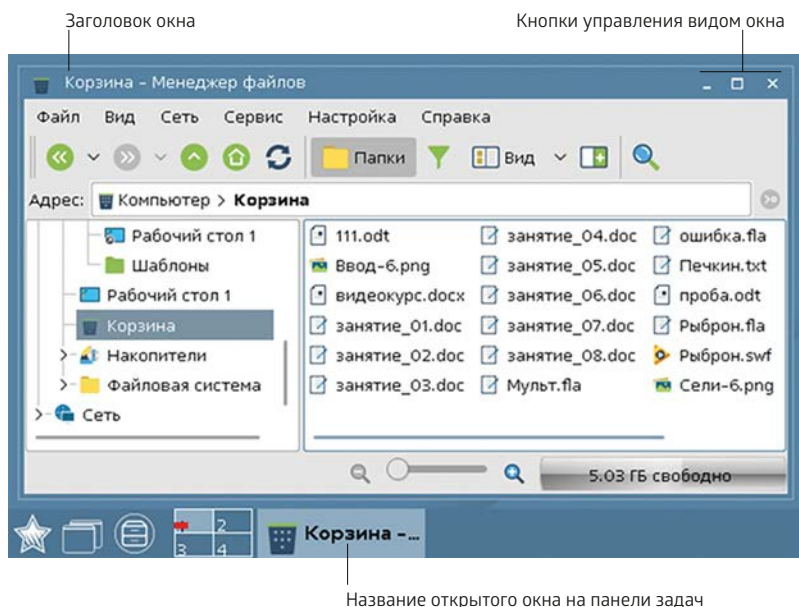 Заголовок окна
Кнопки управления видом окна
Корзина – Менеджер файлов
Файл Вид Сеть Сервис Настройка Справка
Папки Вид
Адрес: Компьютер > Корзина
Рабочий стол 1
Шаблоны
Рабочий стол 1
Корзина
Накопители
Файловая система
Сеть
111.odt
Ввод-6.png
видеокурс.docx
занятие_01.doc
занятие_02.doc
занятие_03.doc
занятие_04.doc
занятие_05.doc
занятие_06.doc
занятие_07.doc
занятие_08.doc
Мульт.fla
ошибка.fla
Печкин.txt
проба.odt
Рыброн.fla
Рыброн.swf
Сели-6.png
5.03 ГБ свободно
2
3 4
Корзина –...
Название открытого окна на панели задач